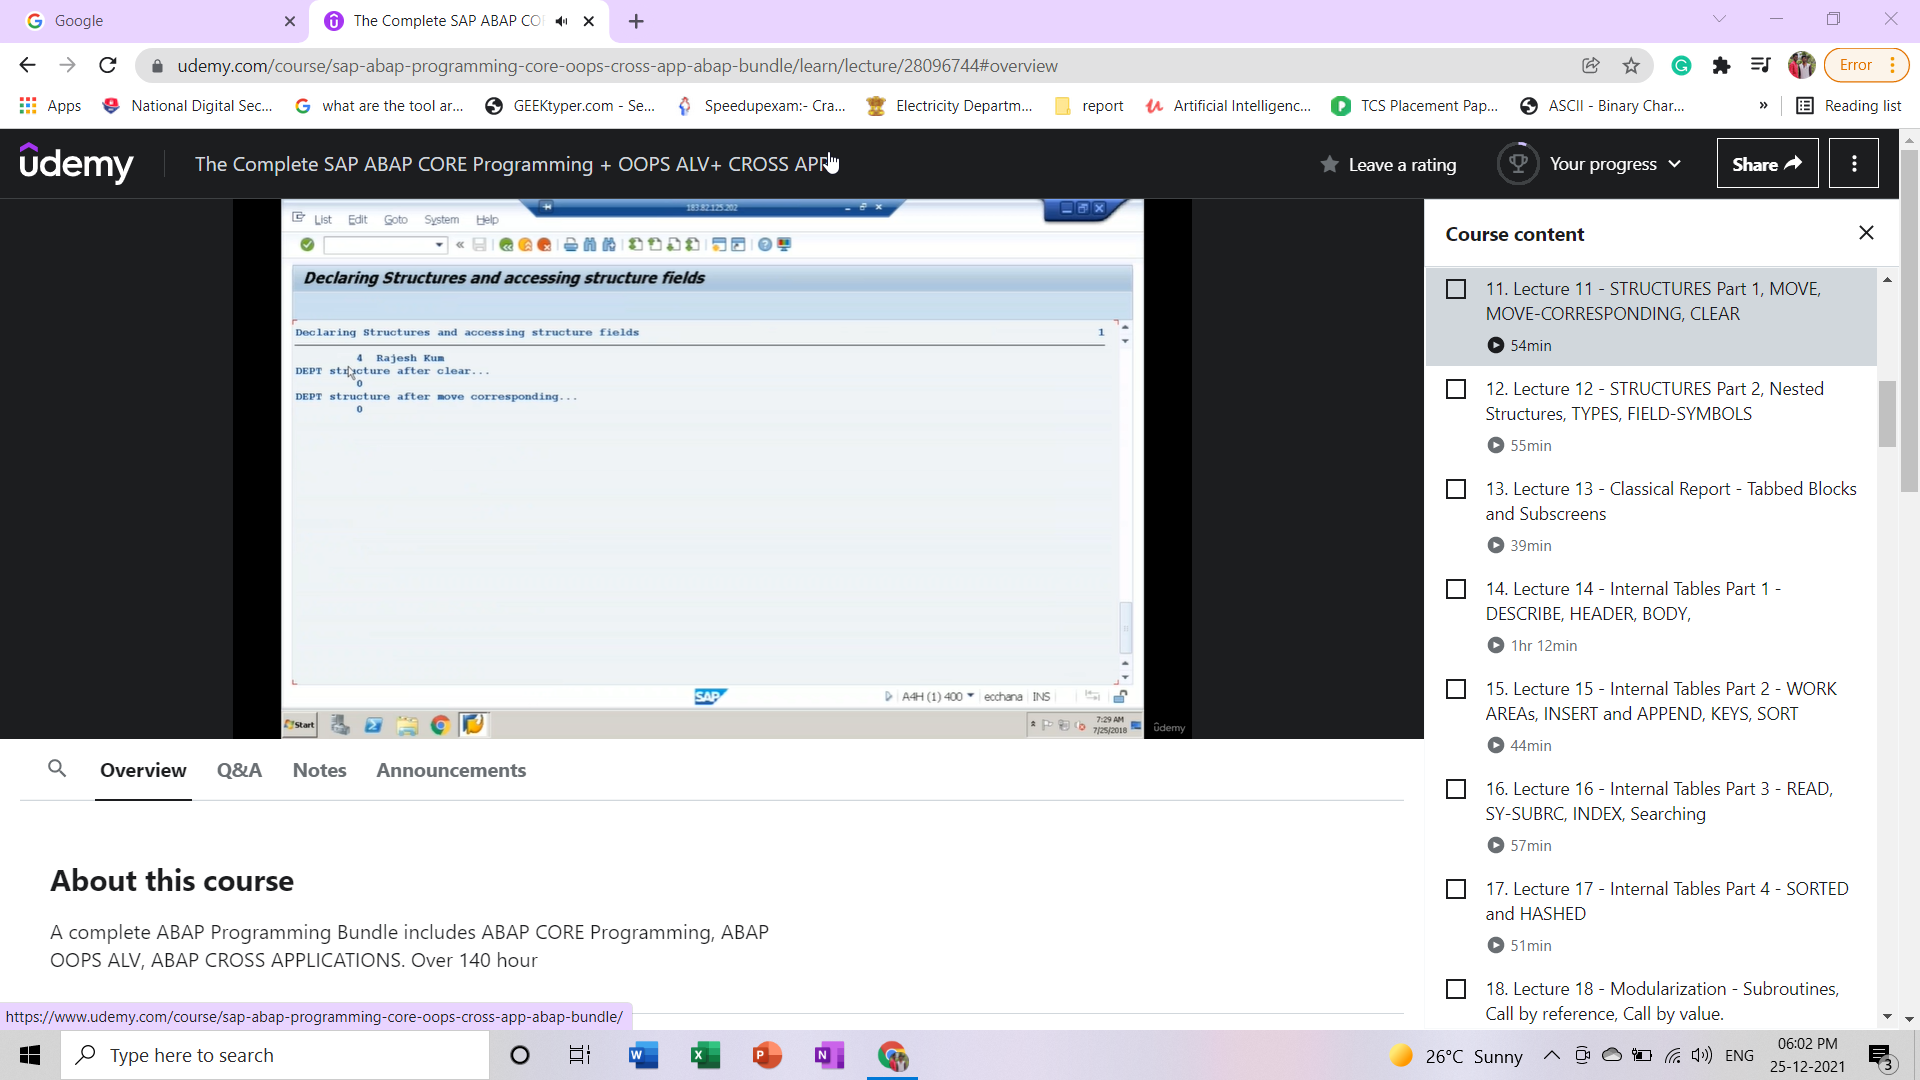 Google
The Complete SAP ABAP CO
udemy.com/course/sap-abap-programming-core-oops-cross-app-abap-bundle/learn/lecture/28096744#overview
Error
Apps
National Digital Sec...
what are the tool ar...
GEEKtyper.com - Se...
Speedupexam:- Cra...
Electricity Departm...
report
Artificial Intelligenc...
TCS Placement Pap...
ASCII - Binary Char...
»
Reading list
ûdemy
The Complete SAP ABAP CORE Programming + OOPS ALV+ CROSS APP
Leave a rating
Your progress
Share
183.82.125.202
List Edit Goto System Help
Declaring Structures and accessing structure fields
Declaring Structures and accessing structure fields 1
4 Rajesh Kum
DEPT structure after clear...
0
DEPT structure after move corresponding...
0
SAP
A4H (1) 400
ecchana
INS
Start
7:29 AM
7/25/2018
ûdemy
Course content
11. Lecture 11 - STRUCTURES Part 1, MOVE,
MOVE-CORRESPONDING, CLEAR
54min
12. Lecture 12 - STRUCTURES Part 2, Nested
Structures, TYPES, FIELD-SYMBOLS
55min
13. Lecture 13 - Classical Report - Tabbed Blocks
and Subscreens
39min
14. Lecture 14 - Internal Tables Part 1 -
DESCRIBE, HEADER, BODY,
1hr 12min
15. Lecture 15 - Internal Tables Part 2 - WORK
AREAs, INSERT and APPEND, KEYS, SORT
44min
16. Lecture 16 - Internal Tables Part 3 - READ,
SY-SUBRC, INDEX, Searching
57min
17. Lecture 17 - Internal Tables Part 4 - SORTED
and HASHED
51min
18. Lecture 18 - Modularization - Subroutines,
Call by reference, Call by value.
Overview
Q&A
Notes
Announcements
About this course
A complete ABAP Programming Bundle includes ABAP CORE Programming, ABAP
OOPS ALV, ABAP CROSS APPLICATIONS. Over 140 hour
https://www.udemy.com/course/sap-abap-programming-core-oops-cross-app-abap-bundle/
Type here to search
26°C Sunny
ENG
06:02 PM
25-12-2021
3